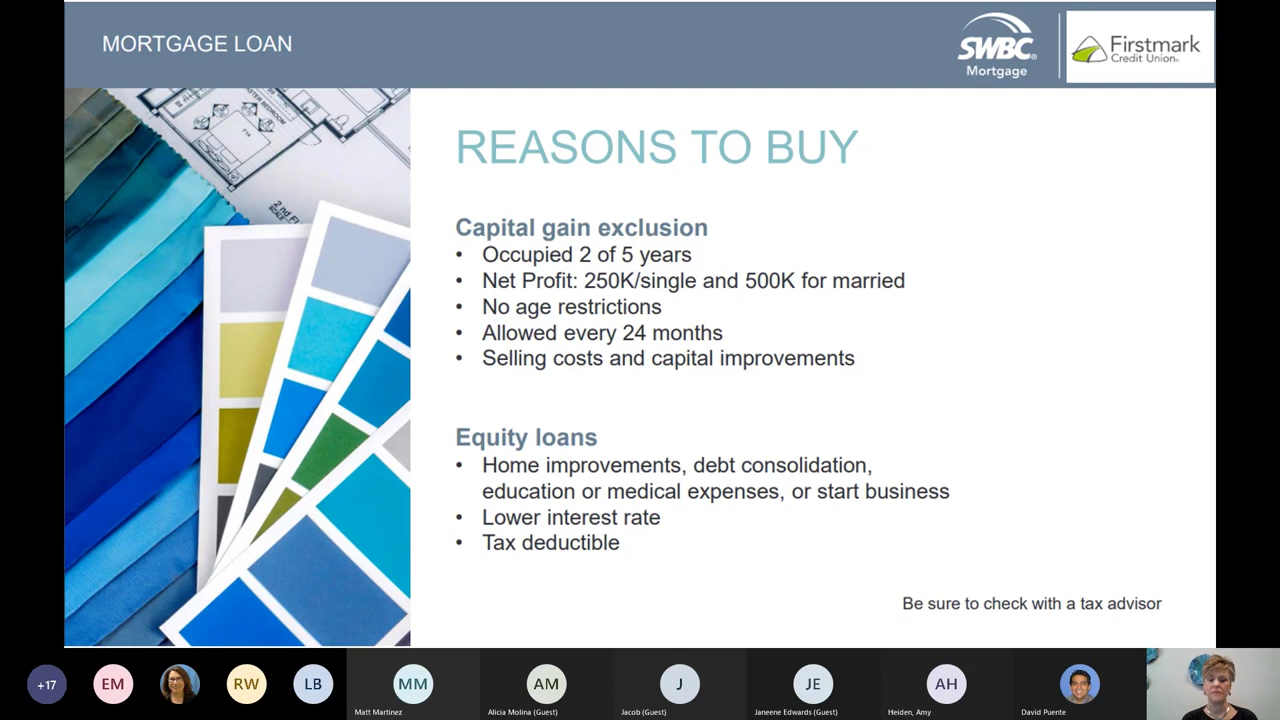 MORTGAGE LOAN
SWBC®
Mortgage
Firstmark
Credit Union®
MASTER BEDROOM
REASONS TO BUY
Capital gain exclusion
• Occupied 2 of 5 years
• Net Profit: 250K/single and 500K for married
• No age restrictions
• Allowed every 24 months
• Selling costs and capital improvements
Equity loans
• Home improvements, debt consolidation,
education or medical expenses, or start business
• Lower interest rate
• Tax deductible
Be sure to check with a tax advisor
+17
EM
RW
LB
MM
Matt Martinez
AM
Alicia Molina (Guest)
J
Jacob (Guest)
JE
Janeene Edwards (Guest)
AH
Heiden, Amy
David Puente